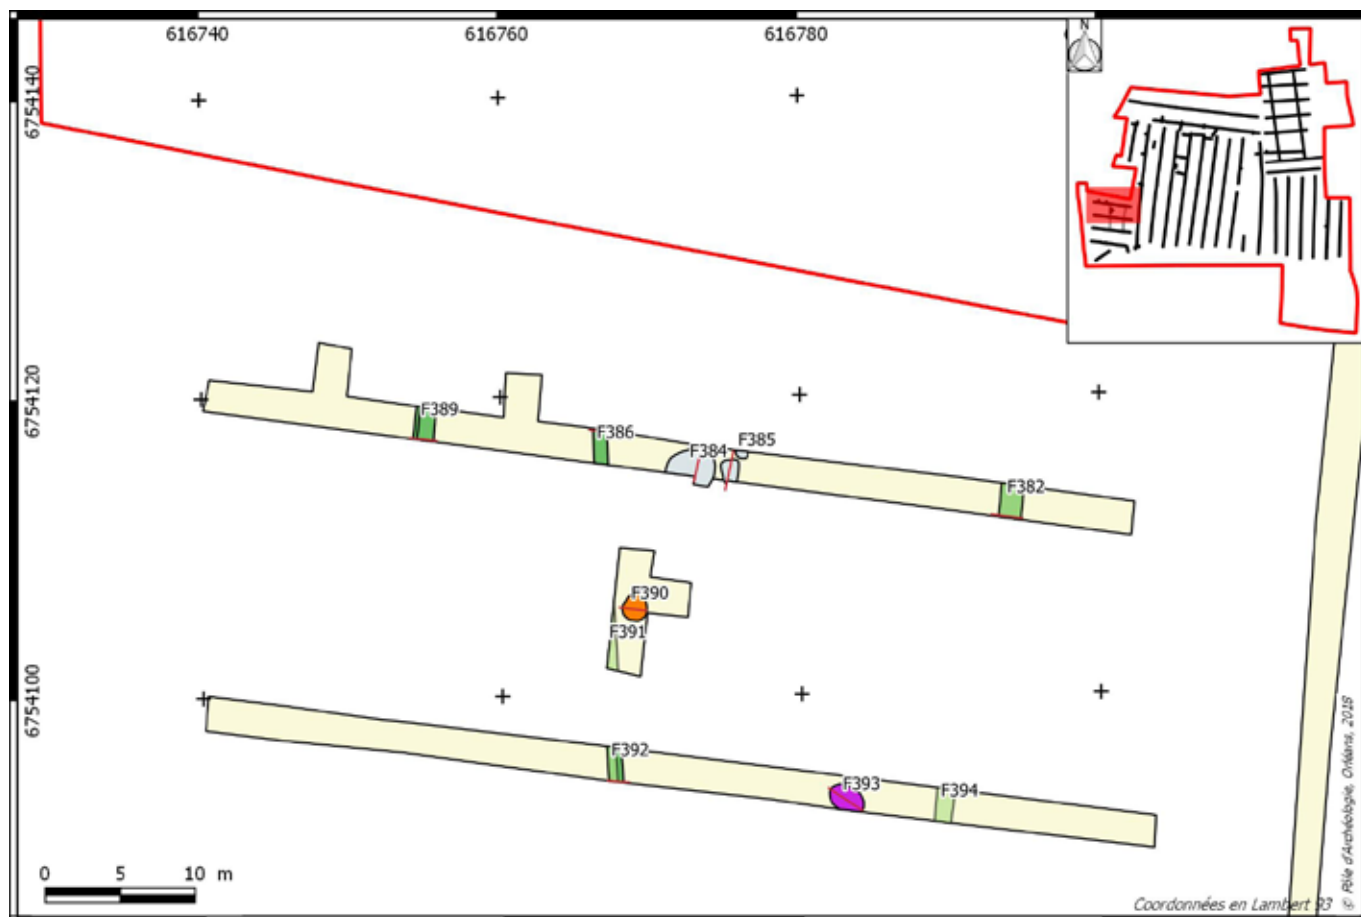 616740
616760
616780
N
6754140
6754120
F389
F386
F385
F384
F382
F390
F391
6754100
F392
F393
F394
0
5
10 m
Coordonnées en Lambert 93
© Pôle d'Archéologie, Orléans, 2018